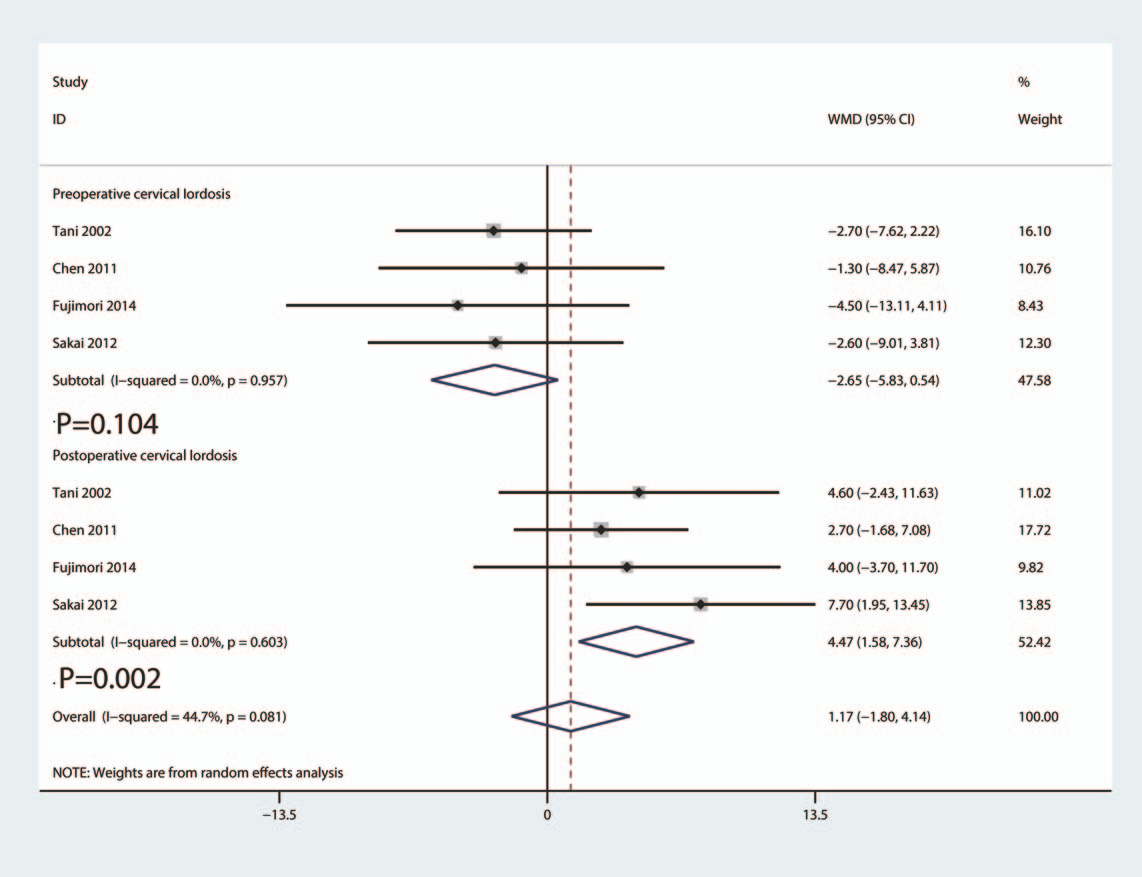 Study %
ID WMD (95% CI) Weight
Preoperative cervical lordosis
Tani 2002 −2.70 (−7.62, 2.22) 16.10
Chen 2011 −1.30 (−8.47, 5.87) 10.76
Fujimori 2014 −4.50 (−13.11, 4.11) 8.43
Sakai 2012 −2.60 (−9.01, 3.81) 12.30
Subtotal (I−squared = 0.0%, p = 0.957) −2.65 (−5.83, 0.54) 47.58
.P=0.104
Postoperative cervical lordosis
Tani 2002 4.60 (−2.43, 11.63) 11.02
Chen 2011 2.70 (−1.68, 7.08) 17.72
Fujimori 2014 4.00 (−3.70, 11.70) 9.82
Sakai 2012 7.70 (1.95, 13.45) 13.85
Subtotal (I−squared = 0.0%, p = 0.603) 4.47 (1.58, 7.36) 52.42
.P=0.002
Overall (I−squared = 44.7%, p = 0.081) 1.17 (−1.80, 4.14) 100.00
NOTE: Weights are from random effects analysis
−13.5 0 13.5